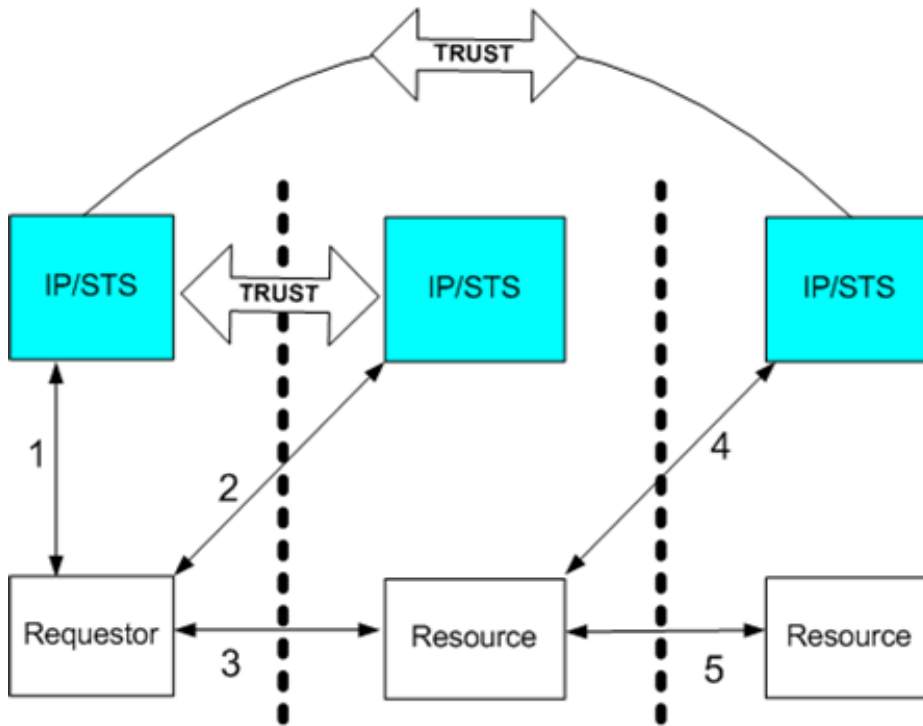 TRUST
IP/STS
TRUST
IP/STS
IP/STS
1
2
4
Requestor
3
Resource
5
Resource